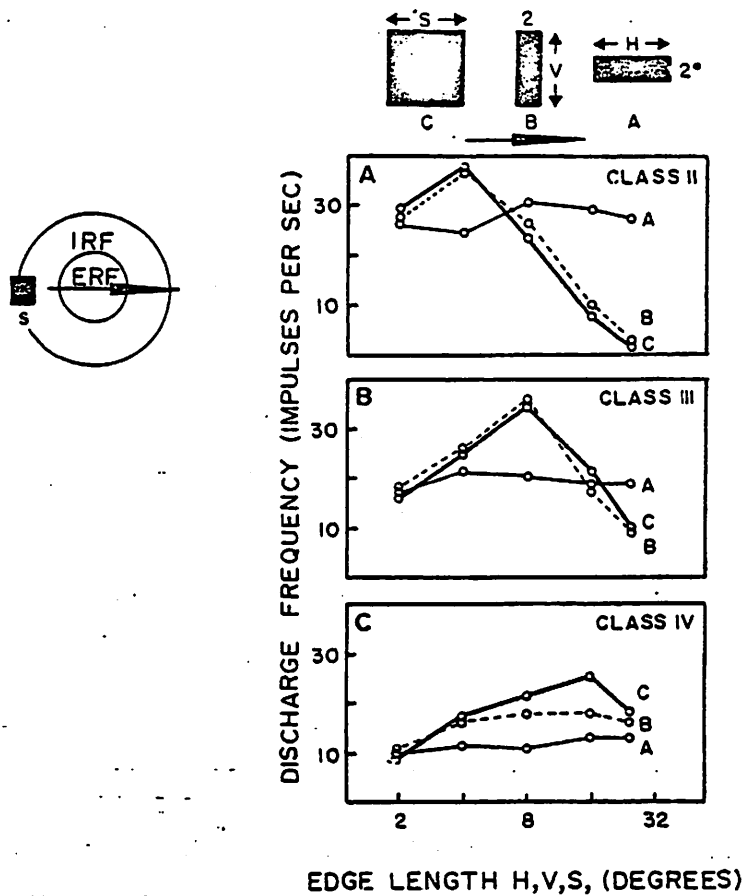 S
2
V
H
2°
C
B
A
IRF
ERF
S
DISCHARGE FREQUENCY (IMPULSES PER SEC)
A
CLASS II
30
10
A
B
C
B
CLASS III
30
10
A
C
B
C
CLASS IV
30
10
C
B
A
2
8
32
EDGE LENGTH H,V,S, (DEGREES)